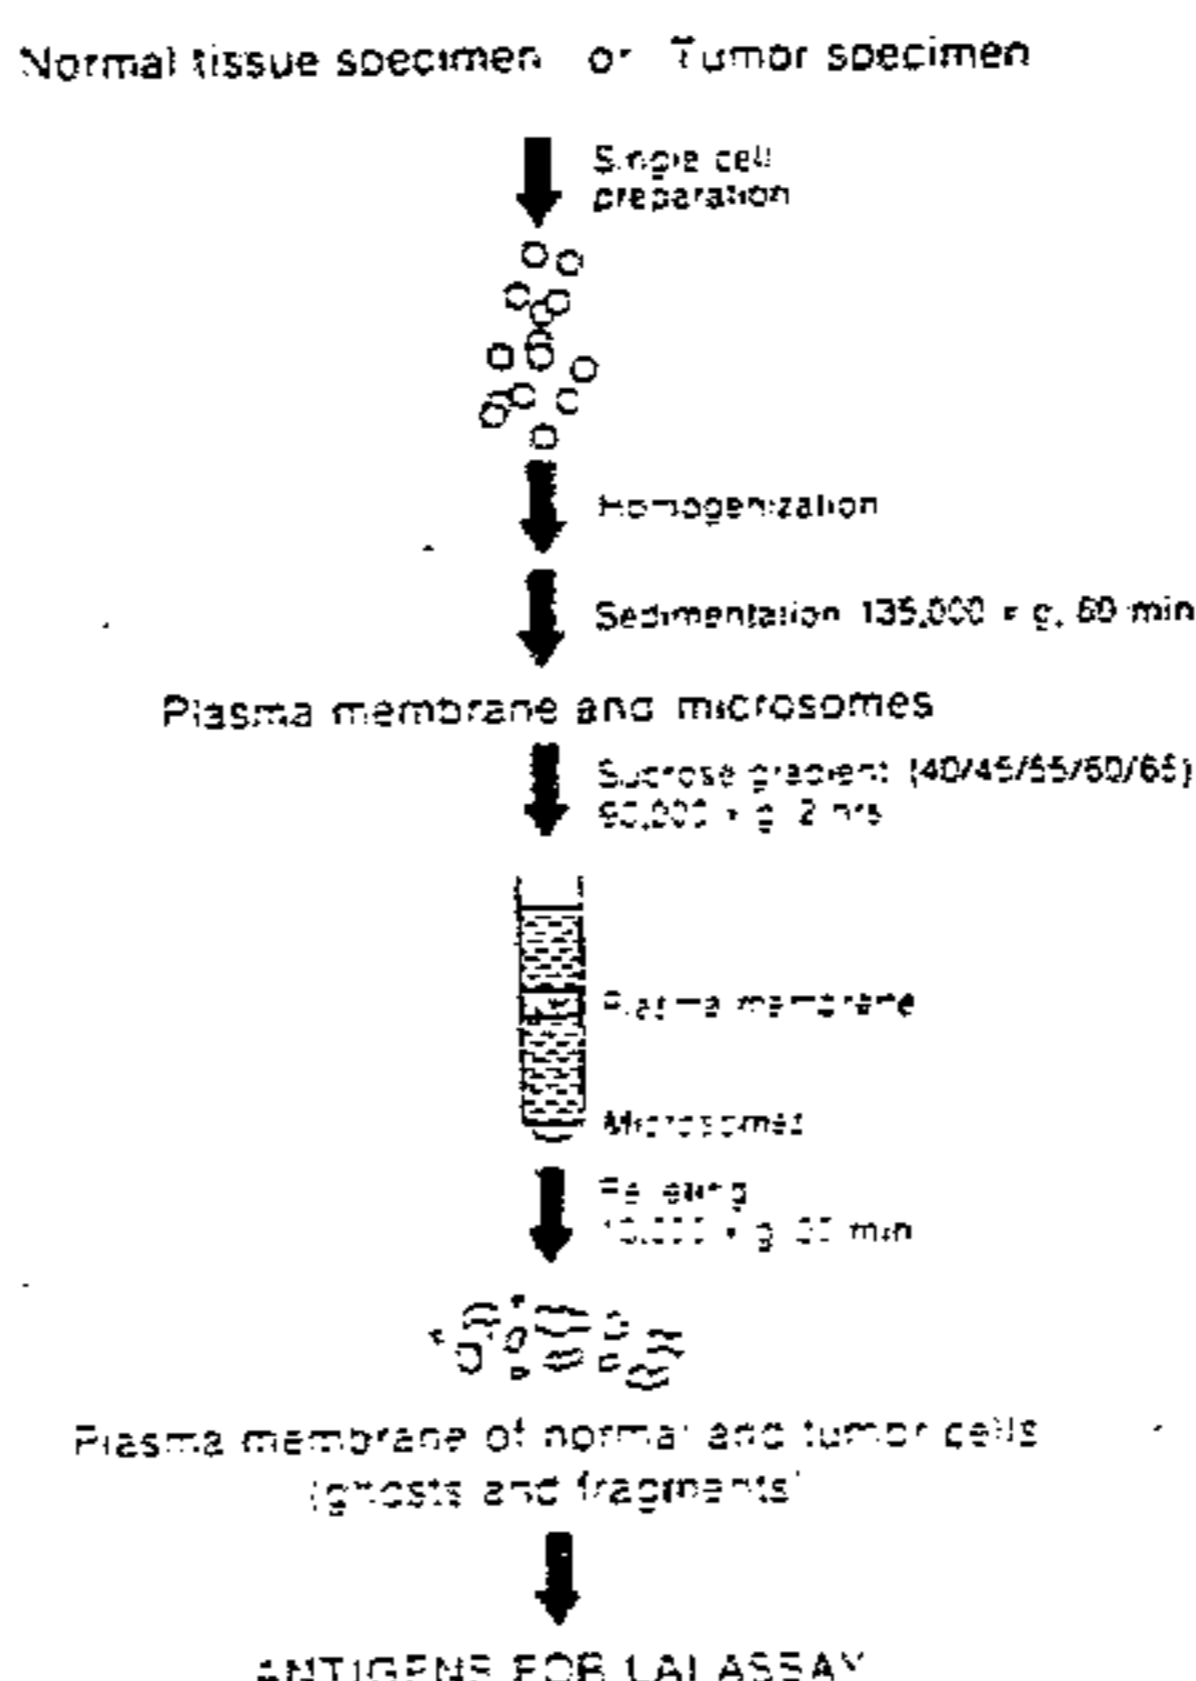 Normal tissue specimen or Tumor specimen
Single cell
preparation
Homogenization
Sedimentation 135,000 × g, 60 min
Plasma membrane and microsomes
Sucrose gradient (40/45/55/60/65)
× g 2 hrs
Plasma membrane
Microsomes
Pelleting
× g min
Plasma membrane of normal and tumor cells
(ghosts and fragments)
ANTIGENS FOR LAI ASSAY